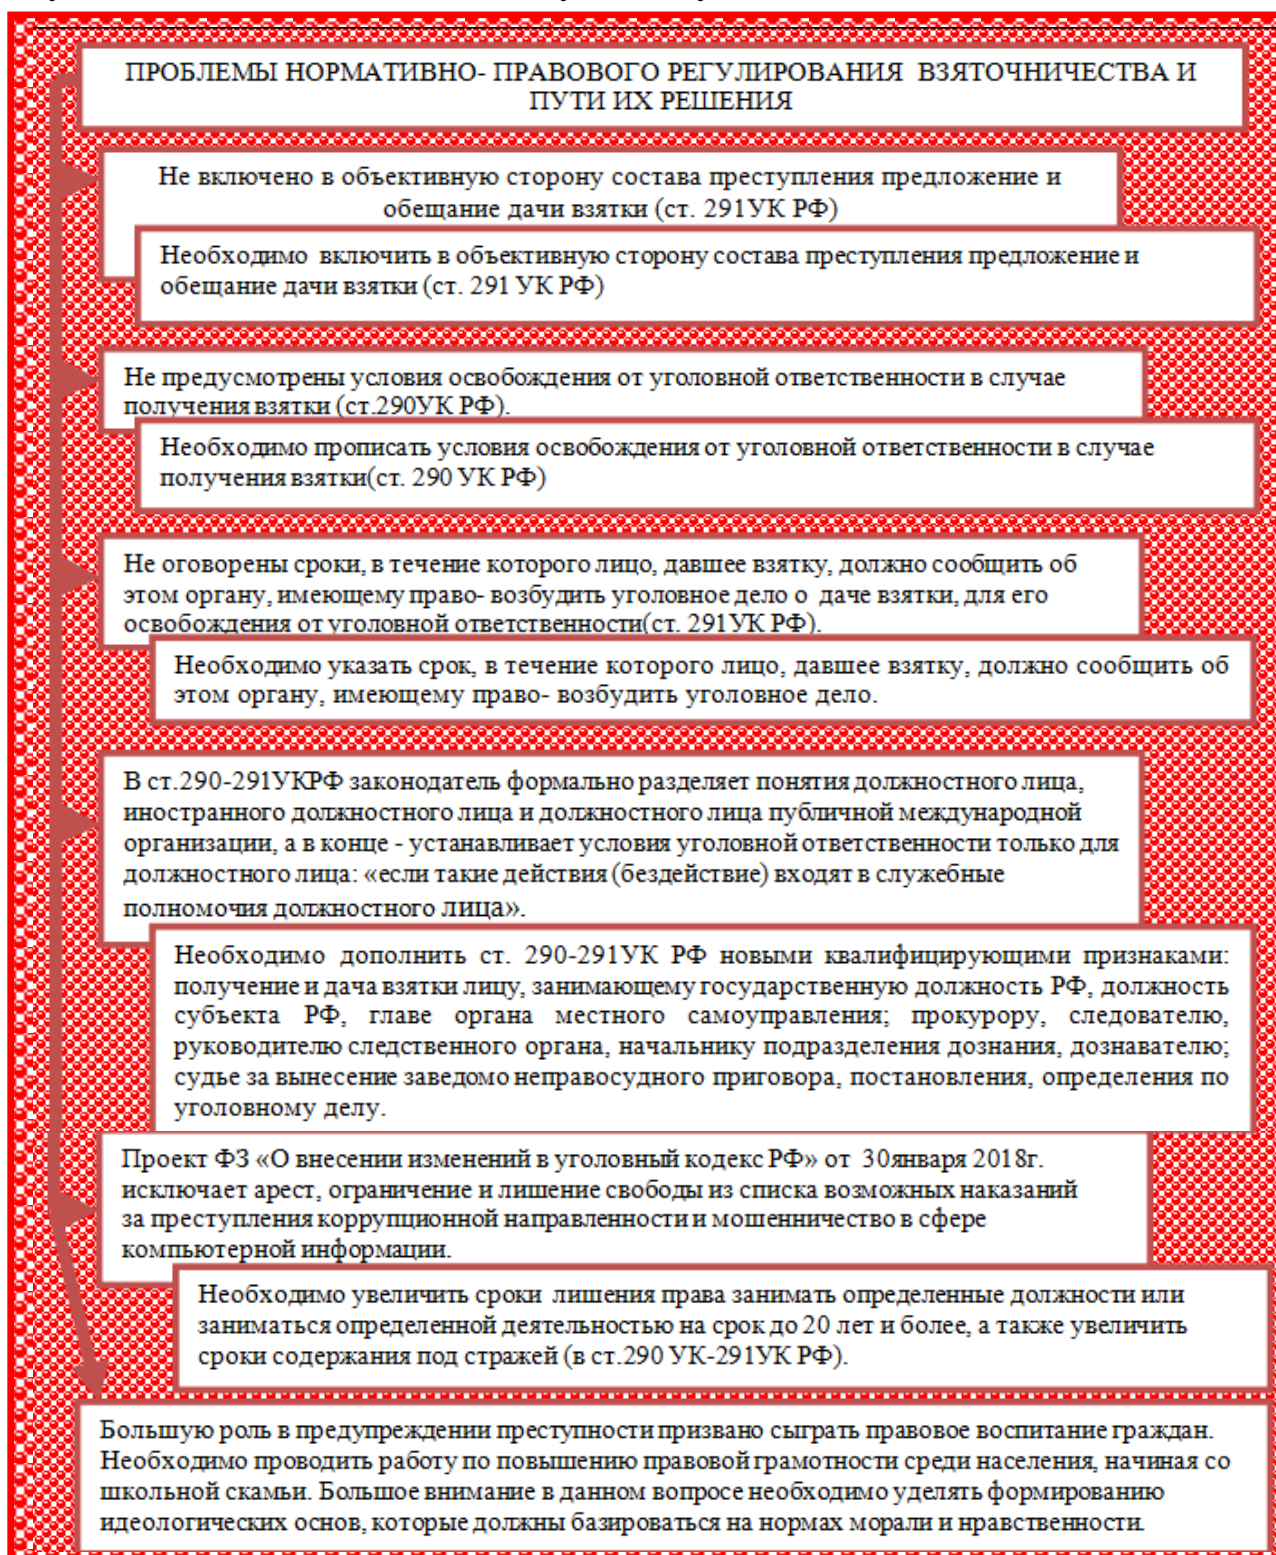 ПРОБЛЕМЫ НОРМАТИВНО- ПРАВОВОГО РЕГУЛИРОВАНИЯ ВЗЯТОЧНИЧЕСТВА И
ПУТИ ИХ РЕШЕНИЯ
Не включено в объективную сторону состава преступления предложение и
обещание дачи взятки (ст. 291УК РФ)
Необходимо включить в объективную сторону состава преступления предложение и
обещание дачи взятки (ст. 291 УК РФ)
Не предусмотрены условия освобождения от уголовной ответственности в случае
получения взятки (ст.290УК РФ).
Необходимо прописать условия освобождения от уголовной ответственности в случае
получения взятки(ст. 290 УК РФ)
Не оговорены сроки, в течение которого лицо, давшее взятку, должно сообщить об
этом органу, имеющему право- возбудить уголовное дело о даче взятки, для его
освобождения от уголовной ответственности(ст. 291УК РФ).
Необходимо указать срок, в течение которого лицо, давшее взятку, должно сообщить об
этом органу, имеющему право- возбудить уголовное дело.
В ст.290-291УКРФ законодатель формально разделяет понятия должностного лица,
иностранного должностного лица и должностного лица публичной международной
организации, а в конце - устанавливает условия уголовной ответственности только для
должностного лица: «если такие действия (бездействие) входят в служебные
полномочия должностного лица».
Необходимо дополнить ст. 290-291УК РФ новыми квалифицирующими признаками:
получение и дача взятки лицу, занимающему государственную должность РФ, должность
субъекта РФ, главе органа местного самоуправления; прокурору, следователю,
руководителю следственного органа, начальнику подразделения дознания, дознавателю;
судье за вынесение заведомо неправосудного приговора, постановления, определения по
уголовному делу.
Проект ФЗ «О внесении изменений в уголовный кодекс РФ» от 30января 2018г.
исключает арест, ограничение и лишение свободы из списка возможных наказаний
за преступления коррупционной направленности и мошенничество в сфере
компьютерной информации.
Необходимо увеличить сроки лишения права занимать определенные должности или
заниматься определенной деятельностью на срок до 20 лет и более, а также увеличить
сроки содержания под стражей (в ст.290 УК-291УК РФ).
Большую роль в предупреждении преступности призвано сыграть правовое воспитание граждан.
Необходимо проводить работу по повышению правовой грамотности среди населения, начиная со
школьной скамьи. Большое внимание в данном вопросе необходимо уделять формированию
идеологических основ, которые должны базироваться на нормах морали и нравственности.